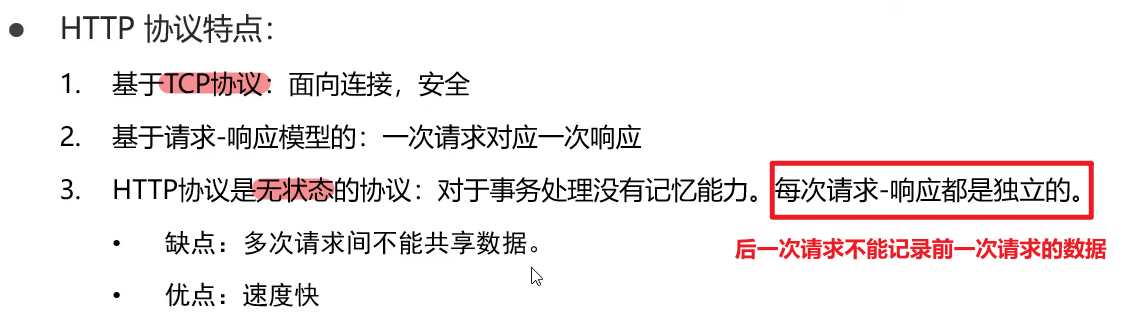 ● HTTP 协议特点：
1. 基于TCP协议：面向连接，安全
2. 基于请求-响应模型的：一次请求对应一次响应
3. HTTP协议是无状态的协议：对于事务处理没有记忆能力。每次请求-响应都是独立的。
• 缺点：多次请求间不能共享数据。
后一次请求不能记录前一次请求的数据
• 优点：速度快